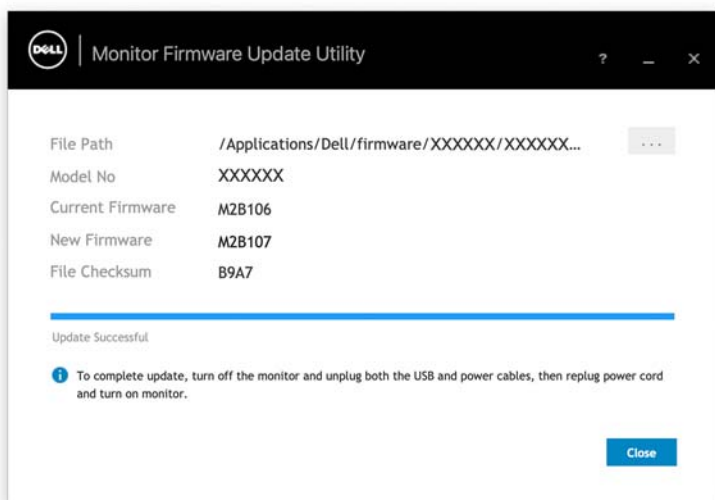 DELL Monitor Firmware Update Utility ? _ ×
File Path /Applications/Dell/firmware/XXXXXX/XXXXXX... ...
Model No XXXXXX
Current Firmware M2B106
New Firmware M2B107
File Checksum B9A7
Update Successful
i To complete update, turn off the monitor and unplug both the USB and power cables, then replug power cord
and turn on monitor.
Close